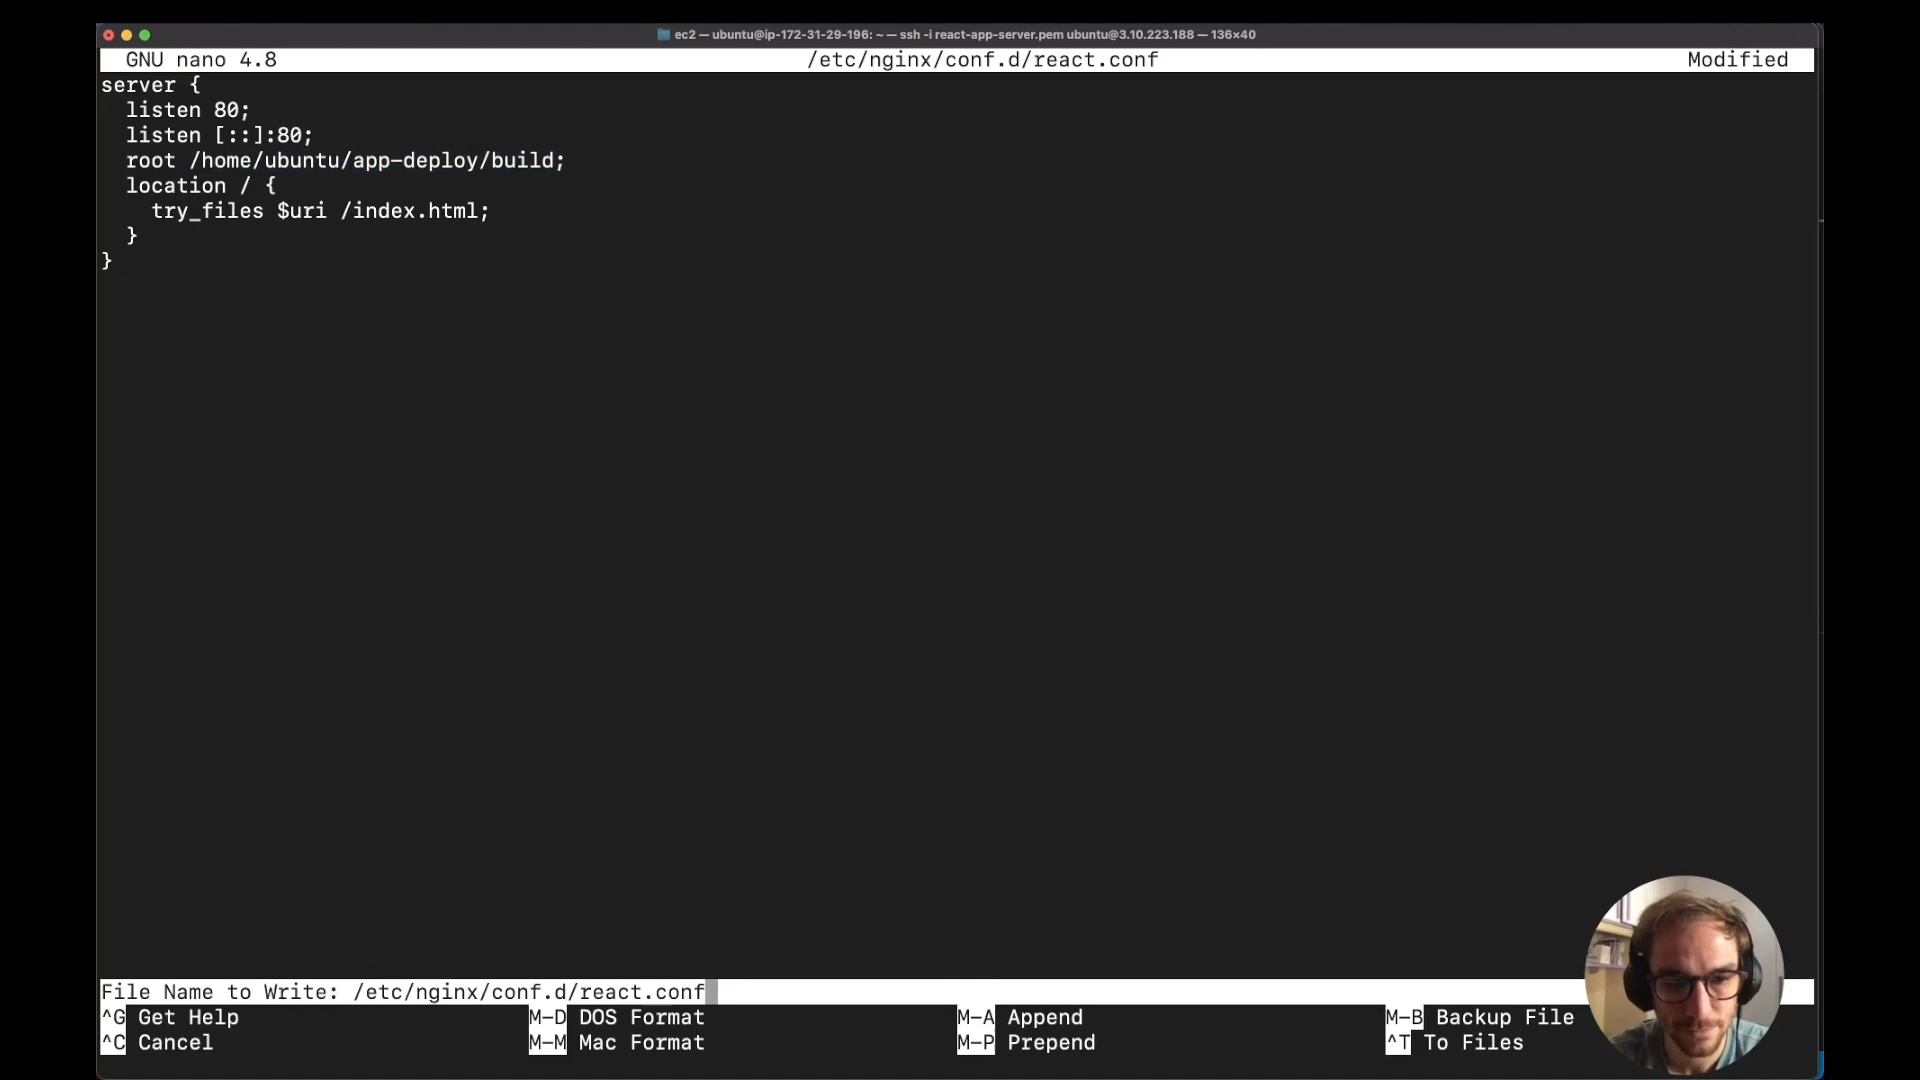 ec2 — ubuntu@ip-172-31-29-196: ~ — ssh -i react-app-server.pem ubuntu@3.10.223.188 — 136×40
GNU nano 4.8 /etc/nginx/conf.d/react.conf Modified
server {
  listen 80;
  listen [::]:80;
  root /home/ubuntu/app-deploy/build;
  location / {
    try_files $uri /index.html;
  }
}
File Name to Write: /etc/nginx/conf.d/react.conf
^G Get Help M-D DOS Format M-A Append M-B Backup File
^C Cancel M-M Mac Format M-P Prepend ^T To Files